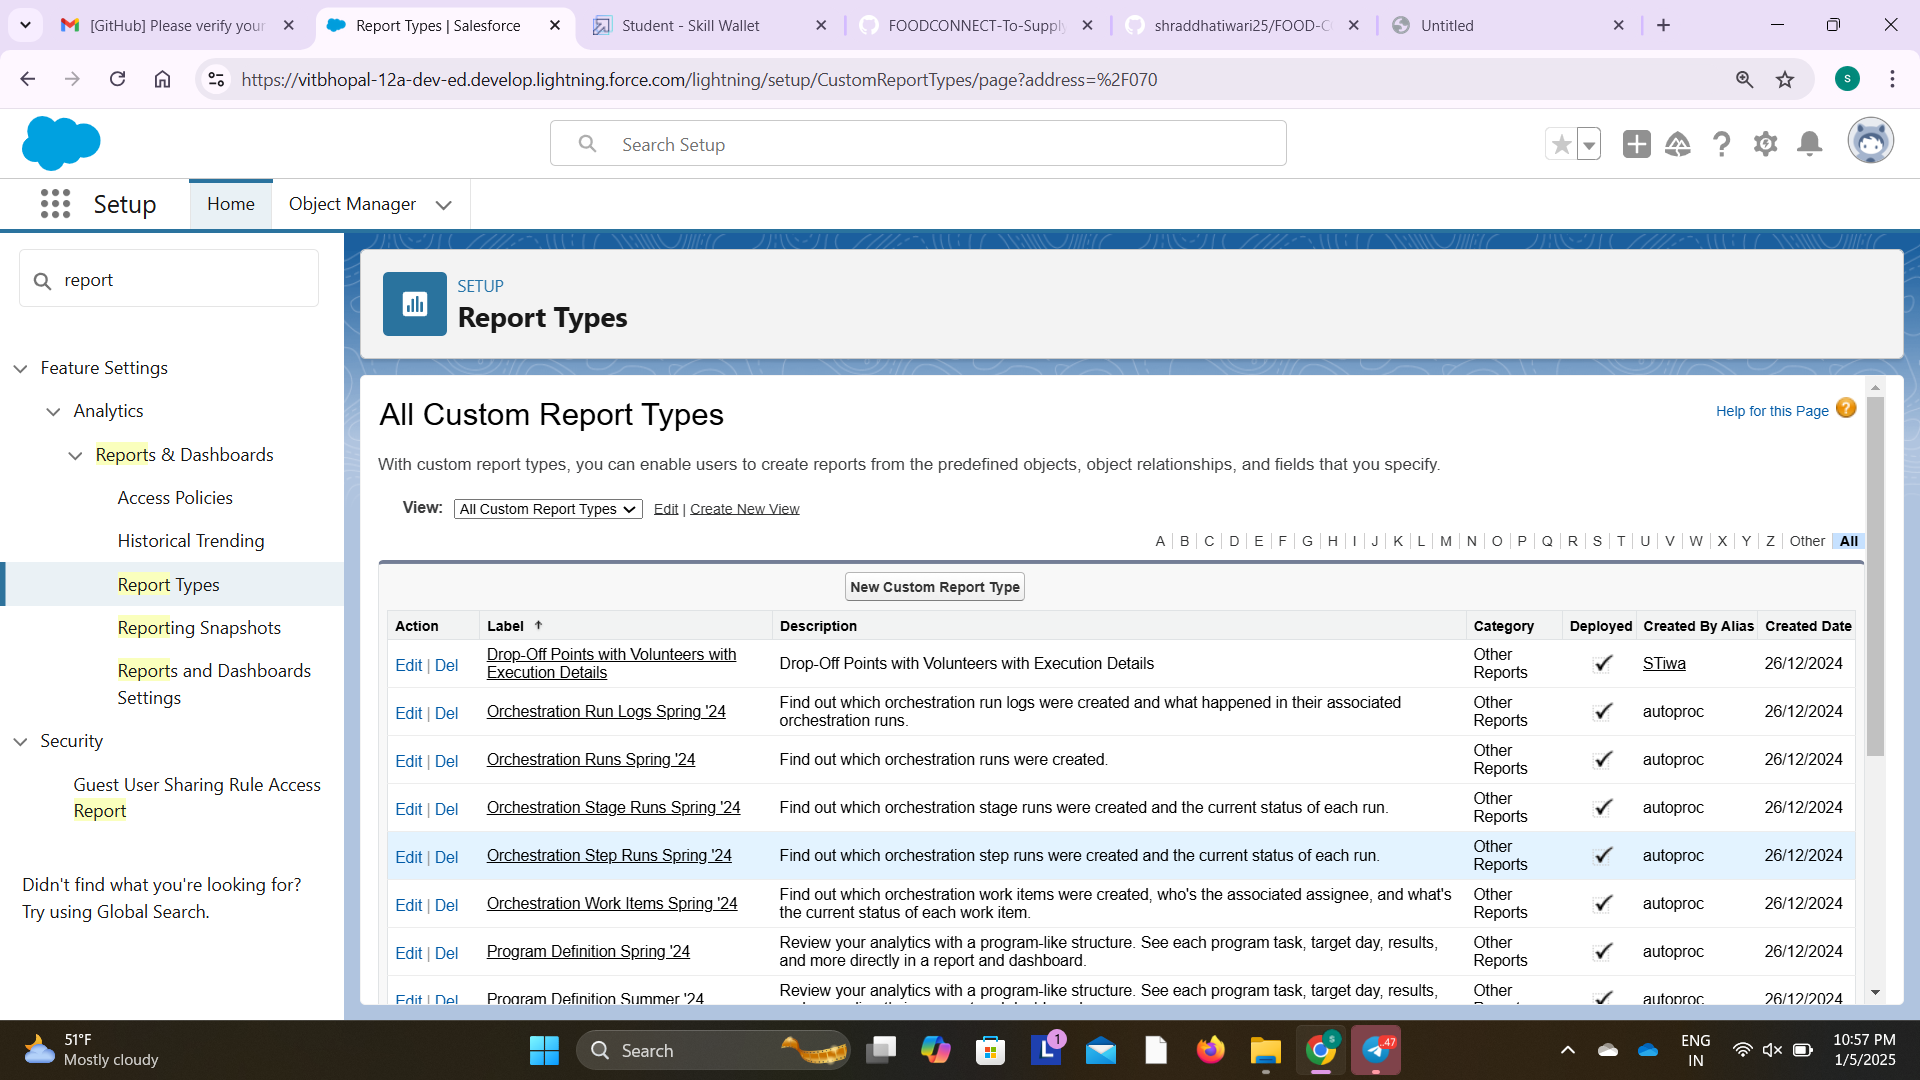 [GitHub] Please verify your
Report Types | Salesforce
Student - Skill Wallet
FOODCONNECT-To-Supply
shraddhatiwari25/FOOD-C
Untitled
https://vitbhopal-12a-dev-ed.develop.lightning.force.com/lightning/setup/CustomReportTypes/page?address=%2F070
S
Search Setup
Setup
Home
Object Manager
report
Feature Settings
Analytics
Reports & Dashboards
Access Policies
Historical Trending
Report Types
Reporting Snapshots
Reports and Dashboards
Settings
Security
Guest User Sharing Rule Access
Report
Didn't find what you're looking for?
Try using Global Search.
SETUP
Report Types
All Custom Report Types
Help for this Page ?
With custom report types, you can enable users to create reports from the predefined objects, object relationships, and fields that you specify.
View: All Custom Report Types Edit | Create New View
A | B | C | D | E | F | G | H | I | J | K | L | M | N | O | P | Q | R | S | T | U | V | W | X | Y | Z | Other All
New Custom Report Type
Action Label Description Category Deployed Created By Alias Created Date
Edit | Del Drop-Off Points with Volunteers with Execution Details Drop-Off Points with Volunteers with Execution Details Other Reports STiwa 26/12/2024
Edit | Del Orchestration Run Logs Spring '24 Find out which orchestration run logs were created and what happened in their associated orchestration runs. Other Reports autoproc 26/12/2024
Edit | Del Orchestration Runs Spring '24 Find out which orchestration runs were created. Other Reports autoproc 26/12/2024
Edit | Del Orchestration Stage Runs Spring '24 Find out which orchestration stage runs were created and the current status of each run. Other Reports autoproc 26/12/2024
Edit | Del Orchestration Step Runs Spring '24 Find out which orchestration step runs were created and the current status of each run. Other Reports autoproc 26/12/2024
Edit | Del Orchestration Work Items Spring '24 Find out which orchestration work items were created, who's the associated assignee, and what's the current status of each work item. Other Reports autoproc 26/12/2024
Edit | Del Program Definition Spring '24 Review your analytics with a program-like structure. See each program task, target day, results, and more directly in a report and dashboard. Other Reports autoproc 26/12/2024
Edit | Del Program Definition Summer '24 Review your analytics with a program-like structure. See each program task, target day, results, Other autoproc 26/12/2024
51°F
Mostly cloudy
Search
L
1
S
.47
ENG
IN
10:57 PM
1/5/2025